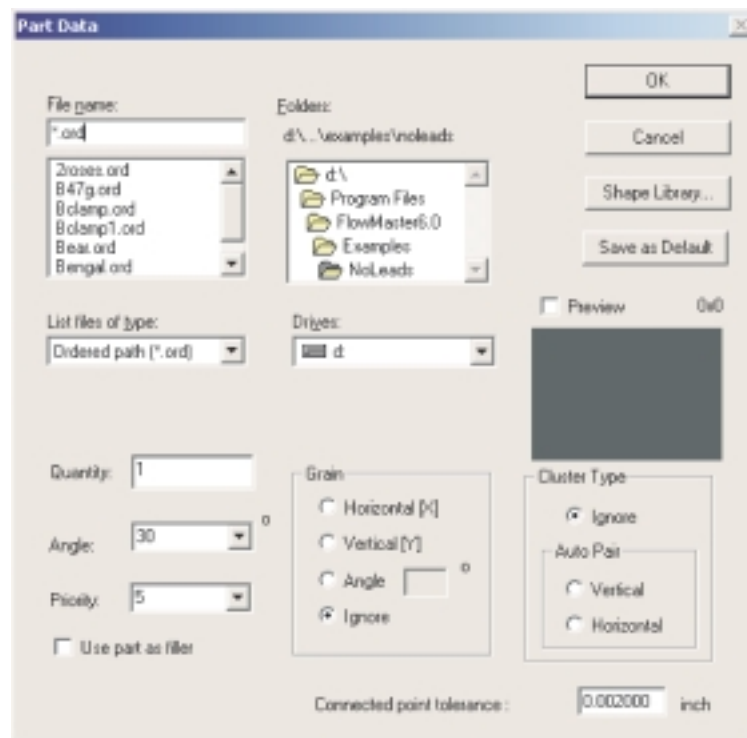 Part Data
OK
Cancel
Shape Library...
Save as Default
File name:
*.ord
2roses.ord
B47g.ord
Bclamp.ord
Bclamp1.ord
Bear.ord
Bengal.ord
Folders:
d:\...\examples\noleads
d:\
Program Files
FlowMaster6.0
Examples
NoLeads
List files of type:
Ordered path (*.ord)
Drives:
d:
Preview
0x0
Quantity:
1
Angle:
30
o
Priority:
5
Use part as filler
Grain
Horizontal [X]
Vertical [Y]
Angle
o
Ignore
Cluster Type
Ignore
Auto Pair
Vertical
Horizontal
Connected point tolerance :
0.002000
inch